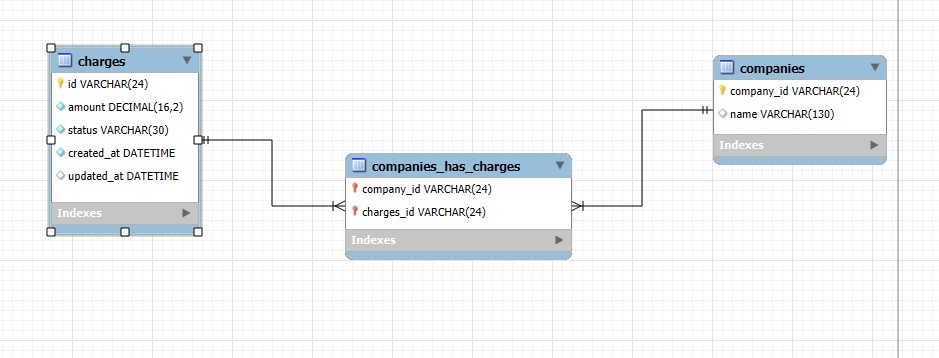 charges
id VARCHAR(24)
amount DECIMAL(16,2)
status VARCHAR(30)
created_at DATETIME
updated_at DATETIME
Indexes
companies_has_charges
company_id VARCHAR(24)
charges_id VARCHAR(24)
Indexes
companies
company_id VARCHAR(24)
name VARCHAR(130)
Indexes